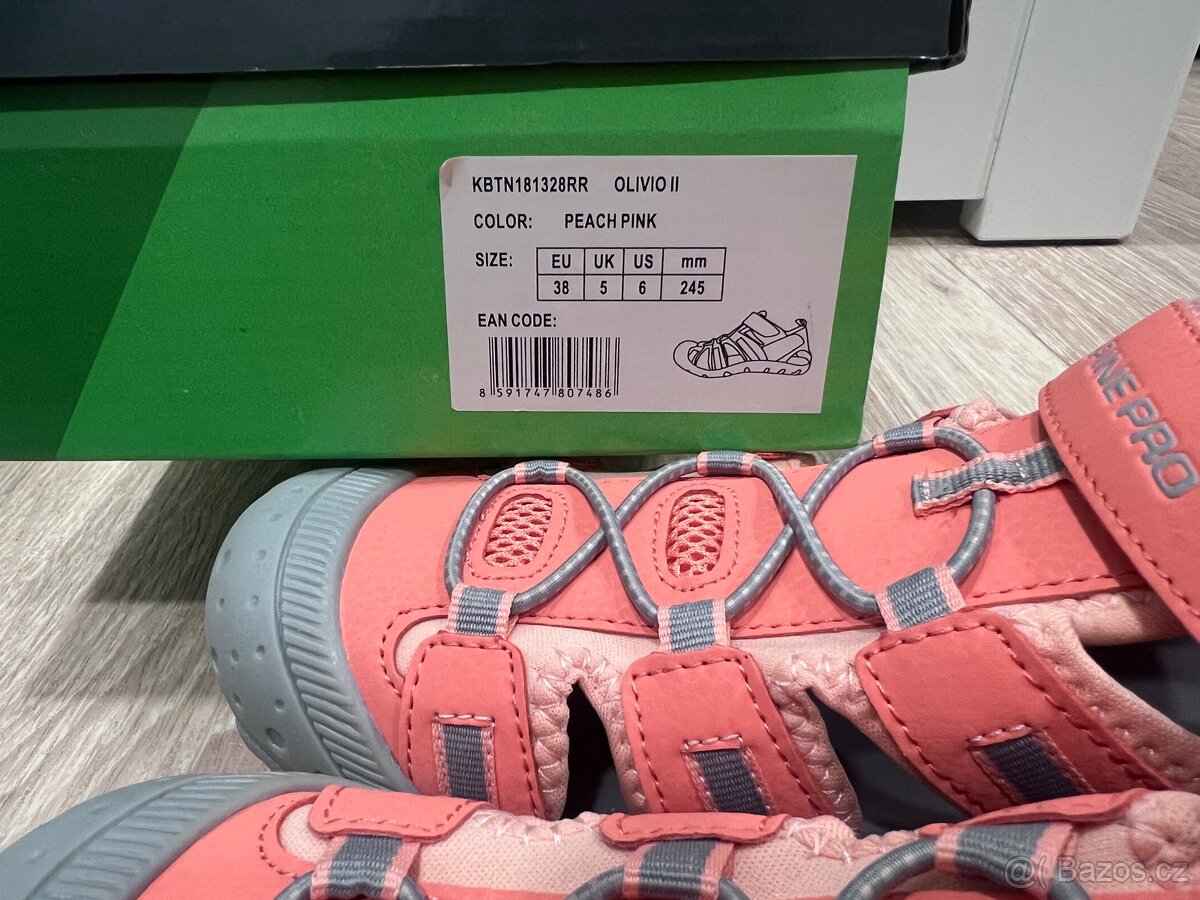 KBTN181328RR OLIVIO II
COLOR: PEACH PINK
SIZE: EU UK US mm
38 5 6 245
EAN CODE:
8 591747 807486
INE PRO
@( Bazos.cz